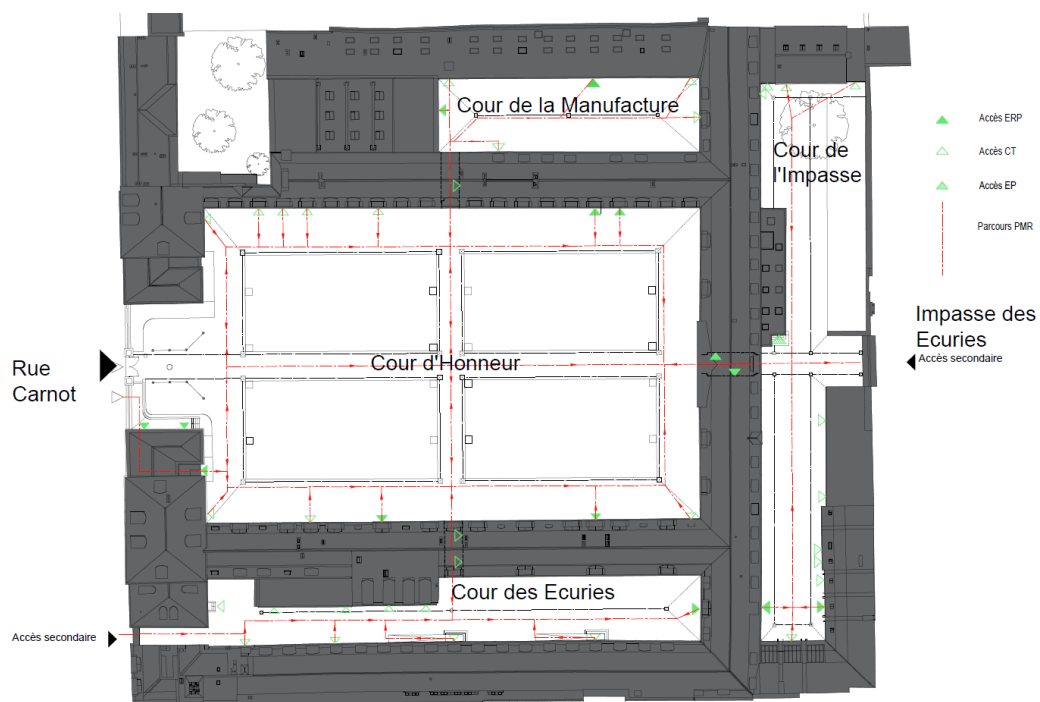 Cour de la Manufacture
Cour de
l'Impasse
Accès ERP
Accès CT
Accès EP
Parcours PMR
Impasse des
Ecuries
Accès secondaire
Rue
Carnot
Cour d'Honneur
Cour des Ecuries
Accès secondaire